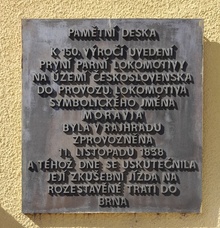 PAMĚTNÍ DESKA
K 150. VÝROČÍ UVEDENÍ
PRVNÍ PARNÍ LOKOMOTIVY
NA ÚZEMÍ ČESKOSLOVENSKA
DO PROVOZU. LOKOMOTIVA
SYMBOLICKÉHO JMÉNA
MORAVIA
BYLA V RAJHRADU
ZPROVOZNĚNA
11. LISTOPADU 1838
A TÉHOŽ DNE SE USKUTEČNILA
JEJÍ ZKUŠEBNÍ JÍZDA NA
ROZESTAVĚNÉ TRATI DO
BRNA